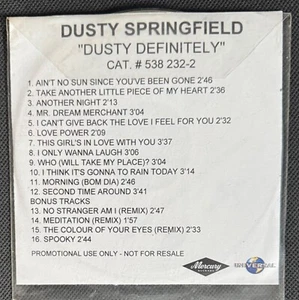 DUSTY SPRINGFIELD
"DUSTY DEFINITELY"
CAT. # 538 232-2
1. AIN'T NO SUN SINCE YOU'VE BEEN GONE 2'46
2. TAKE ANOTHER LITTLE PIECE OF MY HEART 2'36
3. ANOTHER NIGHT 2'13
4. MR. DREAM MERCHANT 3'04
5. I CAN'T GIVE BACK THE LOVE I FEEL FOR YOU 2'32
6. LOVE POWER 2'09
7. THIS GIRL'S IN LOVE WITH YOU 3'37
8. I ONLY WANNA LAUGH 3'06
9. WHO (WILL TAKE MY PLACE)? 3'04
10. I THINK IT'S GONNA TO RAIN TODAY 3'14
11. MORNING (BOM DIA) 2'46
12. SECOND TIME AROUND 3'41
BONUS TRACKS
13. NO STRANGER AM I (REMIX) 2'47
14. MEDITATION (REMIX) 1'57
15. THE COLOUR OF YOUR EYES (REMIX) 2'33
16. SPOOKY 2'44
PROMOTIONAL USE ONLY - NOT FOR RESALE
Mercury
UNIVERSAL